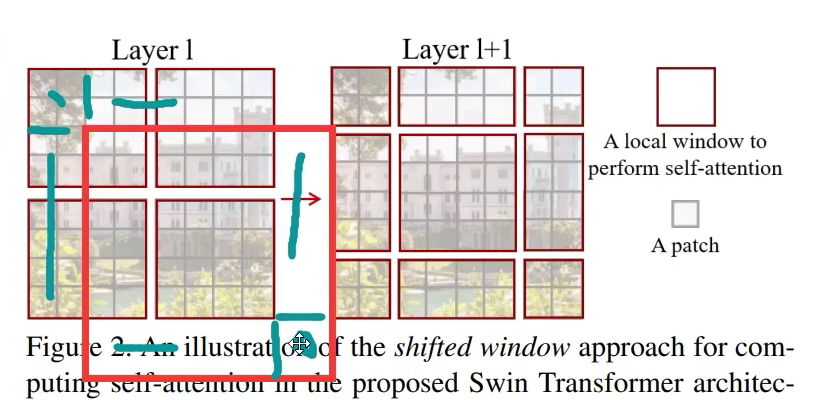 Layer l
Layer l+1
A local window to
perform self-attention
A patch
Figure 2. An illustration of the shifted window approach for com-
puting self-attention in the proposed Swin Transformer architec-